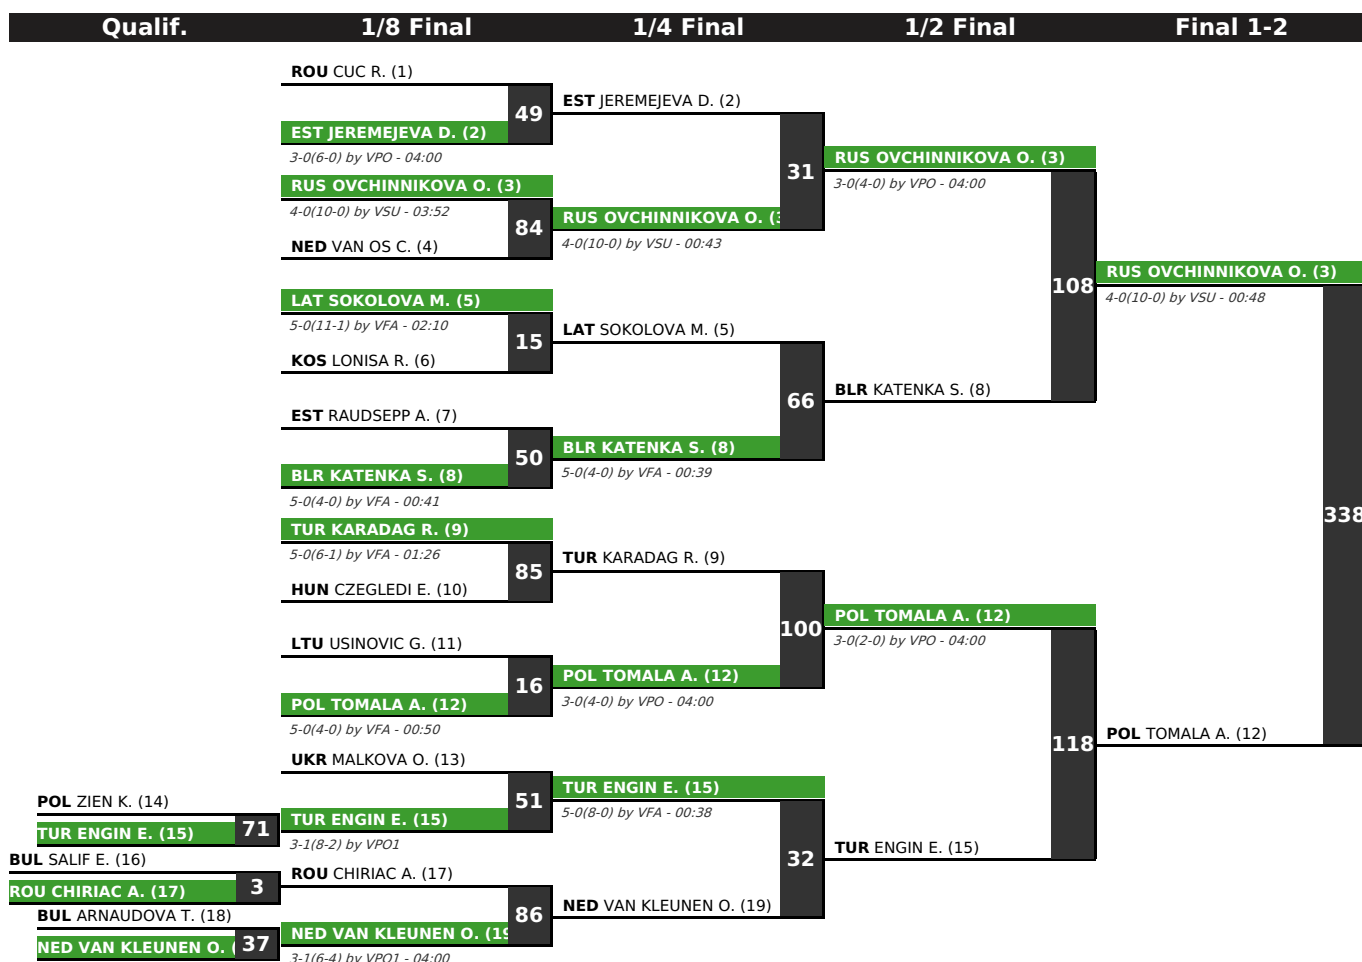 Qualif.
1/8 Final
1/4 Final
1/2 Final
Final 1-2
ROU CUC R. (1)
49
EST JEREMEJEVA D. (2)
3-0(6-0) by VPO - 04:00
RUS OVCHINNIKOVA O. (3)
4-0(10-0) by VSU - 03:52
84
NED VAN OS C. (4)
LAT SOKOLOVA M. (5)
5-0(11-1) by VFA - 02:10
15
KOS LONISA R. (6)
EST RAUDSEPP A. (7)
50
BLR KATENKA S. (8)
5-0(4-0) by VFA - 00:41
TUR KARADAG R. (9)
5-0(6-1) by VFA - 01:26
85
HUN CZEGLEDI E. (10)
LTU USINOVIC G. (11)
16
POL TOMALA A. (12)
5-0(4-0) by VFA - 00:50
UKR MALKOVA O. (13)
51
POL ZIEN K. (14)
TUR ENGIN E. (15)
71
TUR ENGIN E. (15)
3-1(8-2) by VPO1
BUL SALIF E. (16)
ROU CHIRIAC A. (17)
3
ROU CHIRIAC A. (17)
86
BUL ARNAUDOVA T. (18)
NED VAN KLEUNEN O. (
37
NED VAN KLEUNEN O. (19
3-1(6-4) by VPO1 - 04:00
EST JEREMEJEVA D. (2)
31
RUS OVCHINNIKOVA O. (3
4-0(10-0) by VSU - 00:43
LAT SOKOLOVA M. (5)
66
BLR KATENKA S. (8)
5-0(4-0) by VFA - 00:39
TUR KARADAG R. (9)
100
POL TOMALA A. (12)
3-0(4-0) by VPO - 04:00
TUR ENGIN E. (15)
5-0(8-0) by VFA - 00:38
32
NED VAN KLEUNEN O. (19)
RUS OVCHINNIKOVA O. (3)
3-0(4-0) by VPO - 04:00
108
BLR KATENKA S. (8)
POL TOMALA A. (12)
3-0(2-0) by VPO - 04:00
118
TUR ENGIN E. (15)
RUS OVCHINNIKOVA O. (3)
4-0(10-0) by VSU - 00:48
338
POL TOMALA A. (12)